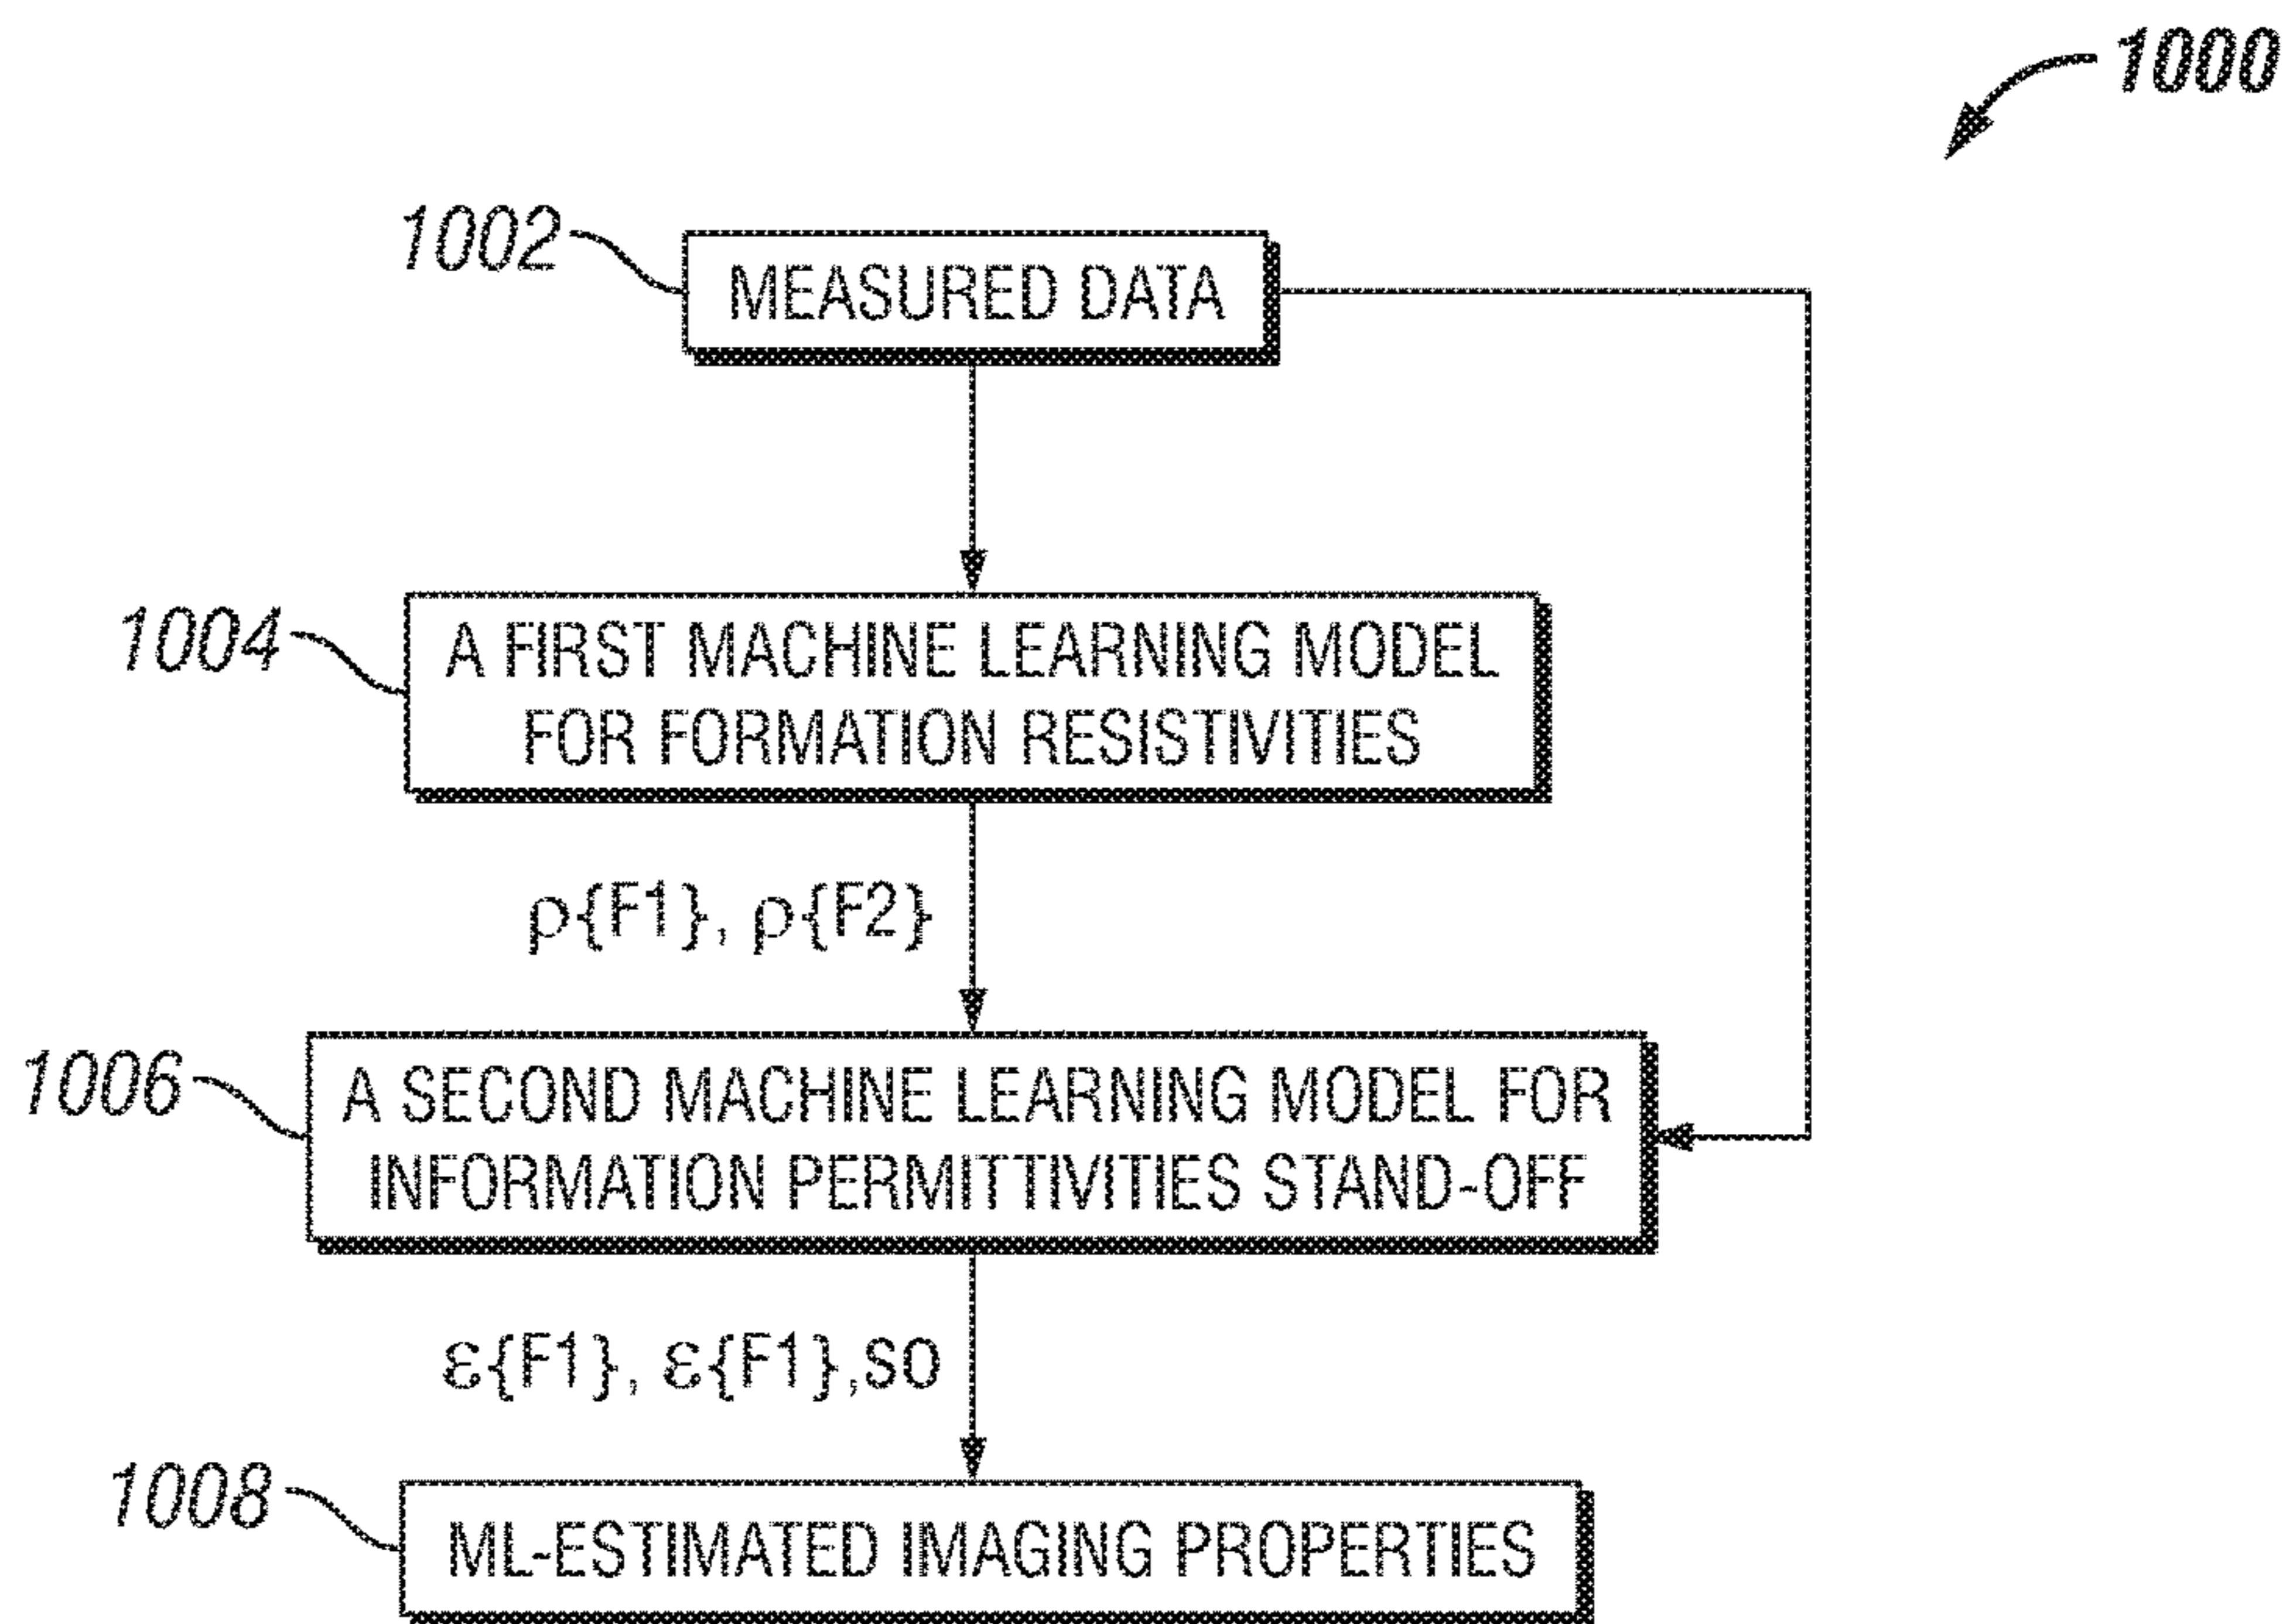 1000
1002
MEASURED DATA
1004
A FIRST MACHINE LEARNING MODEL
FOR FORMATION RESISTIVITIES
ρ{F1}, ρ{F2}
1006
A SECOND MACHINE LEARNING MODEL FOR
INFORMATION PERMITTIVITIES STAND-OFF
ε{F1}, ε{F1},SO
1008
ML-ESTIMATED IMAGING PROPERTIES